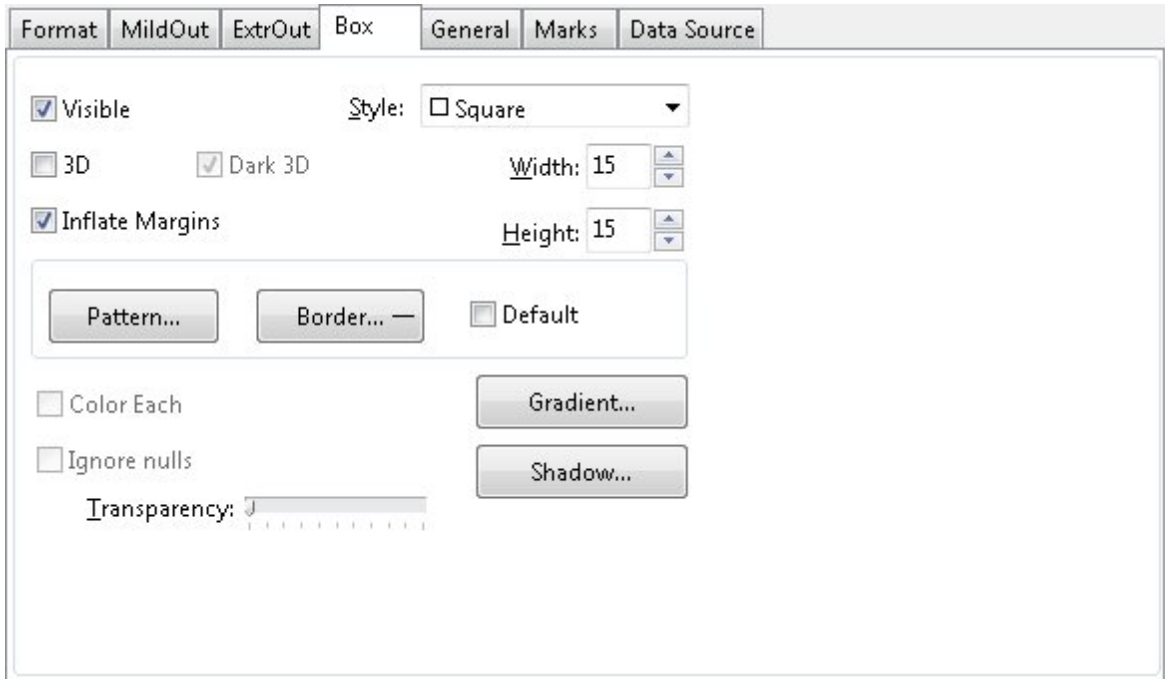 Format MildOut ExtrOut Box General Marks Data Source
Visible Style: Square
3D Dark 3D Width: 15
Inflate Margins Height: 15
Pattern... Border... Default
Color Each Gradient...
Ignore nulls Shadow...
Transparency: